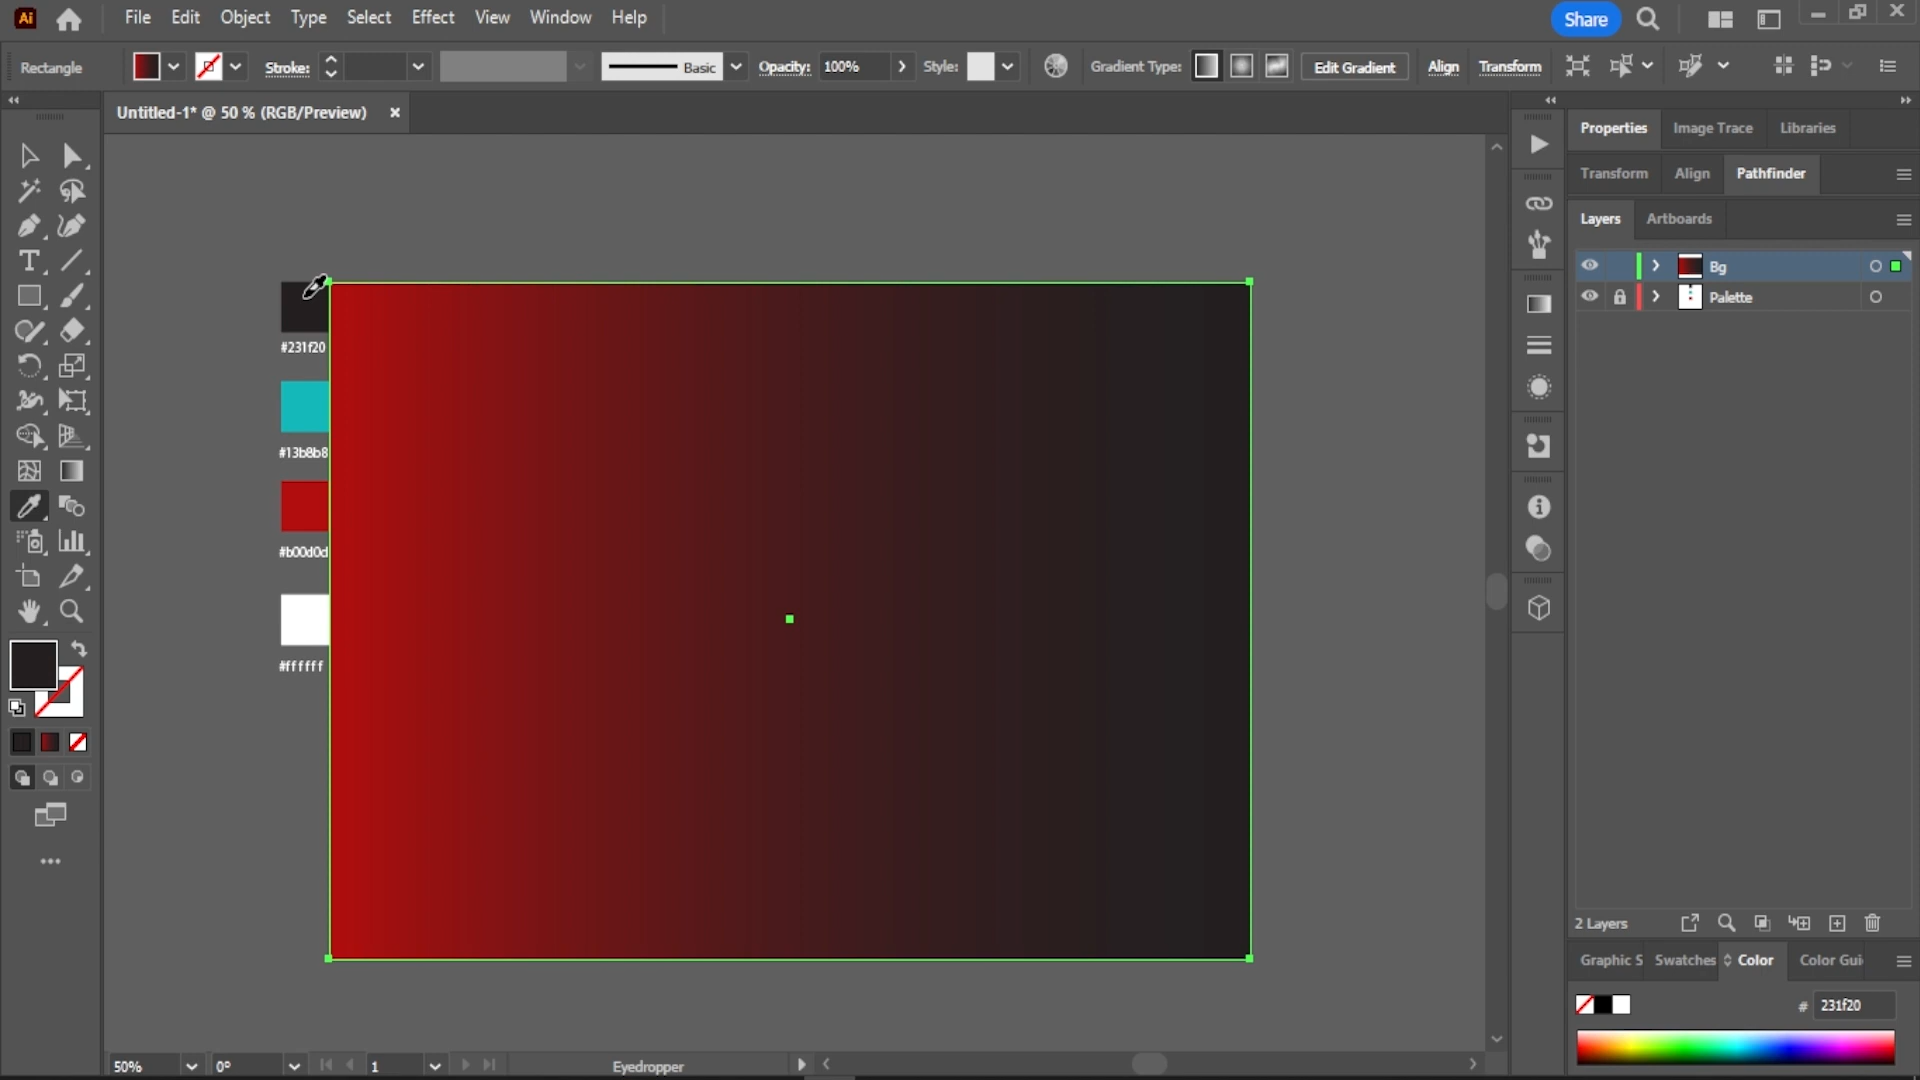 Ai File Edit Object Type Select Effect View Window Help Share
Rectangle Stroke: Basic Opacity: 100% Style: Gradient Type: Edit Gradient Align Transform
Untitled-1* @ 50 % (RGB/Preview)
Properties Image Trace Libraries
Transform Align Pathfinder
Layers Artboards
Bg
Palette
#231f20
#13b8b8
#b00d0d
#ffffff
2 Layers
Graphic S Swatches Color Color Gui
# 231f20
50% 0° 1 Eyedropper